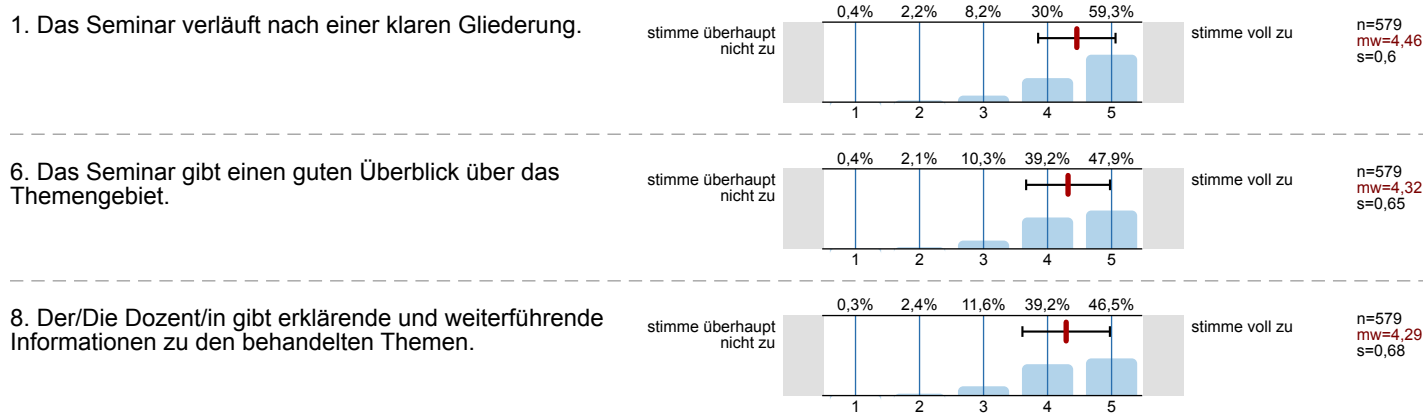 1. Das Seminar verläuft nach einer klaren Gliederung.
stimme überhaupt
nicht zu
0,4% 2,2% 8,2% 30% 59,3%
1 2 3 4 5
stimme voll zu
n=579
mw=4,46
s=0,6
6. Das Seminar gibt einen guten Überblick über das
Themengebiet.
stimme überhaupt
nicht zu
0,4% 2,1% 10,3% 39,2% 47,9%
1 2 3 4 5
stimme voll zu
n=579
mw=4,32
s=0,65
8. Der/Die Dozent/in gibt erklärende und weiterführende
Informationen zu den behandelten Themen.
stimme überhaupt
nicht zu
0,3% 2,4% 11,6% 39,2% 46,5%
1 2 3 4 5
stimme voll zu
n=579
mw=4,29
s=0,68